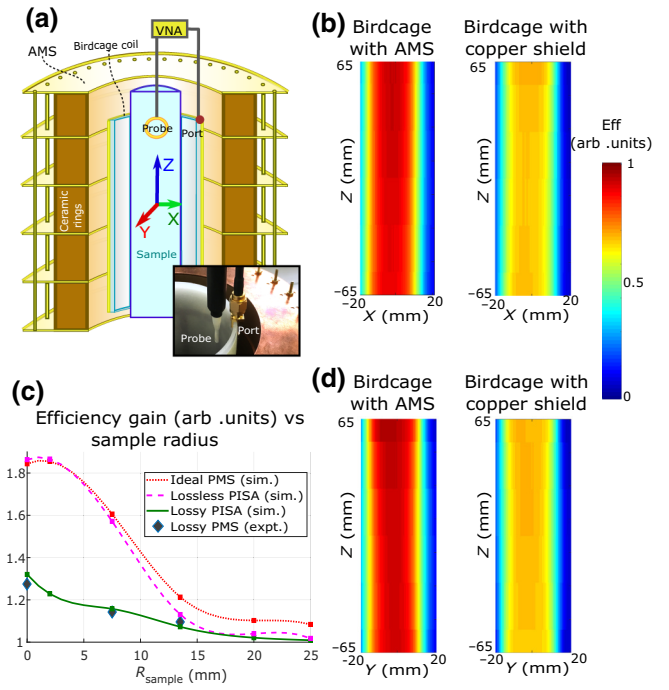 (a)
VNA
Birdcage coil
AMS
Probe
Port
Z
X
Y
Ceramic
rings
Sample
Probe
Port
(b)
Birdcage
with AMS
Birdcage with
copper shield
65
Z (mm)
−65
−20
20
X (mm)
65
Z (mm)
−65
−20
20
X (mm)
Eff
(arb .units)
1
0.5
0
(c)
Efficiency gain (arb .units) vs
sample radius
Ideal PMS (sim.)
Lossless PISA (sim.)
Lossy PISA (sim.)
Lossy PMS (expt.)
1.8
1.6
1.4
1.2
1
0
5
10
15
20
25
Rsample (mm)
(d)
Birdcage
with AMS
Birdcage with
copper shield
65
Z (mm)
−65
−20
20
Y (mm)
65
Z (mm)
−65
−20
20
Y (mm)